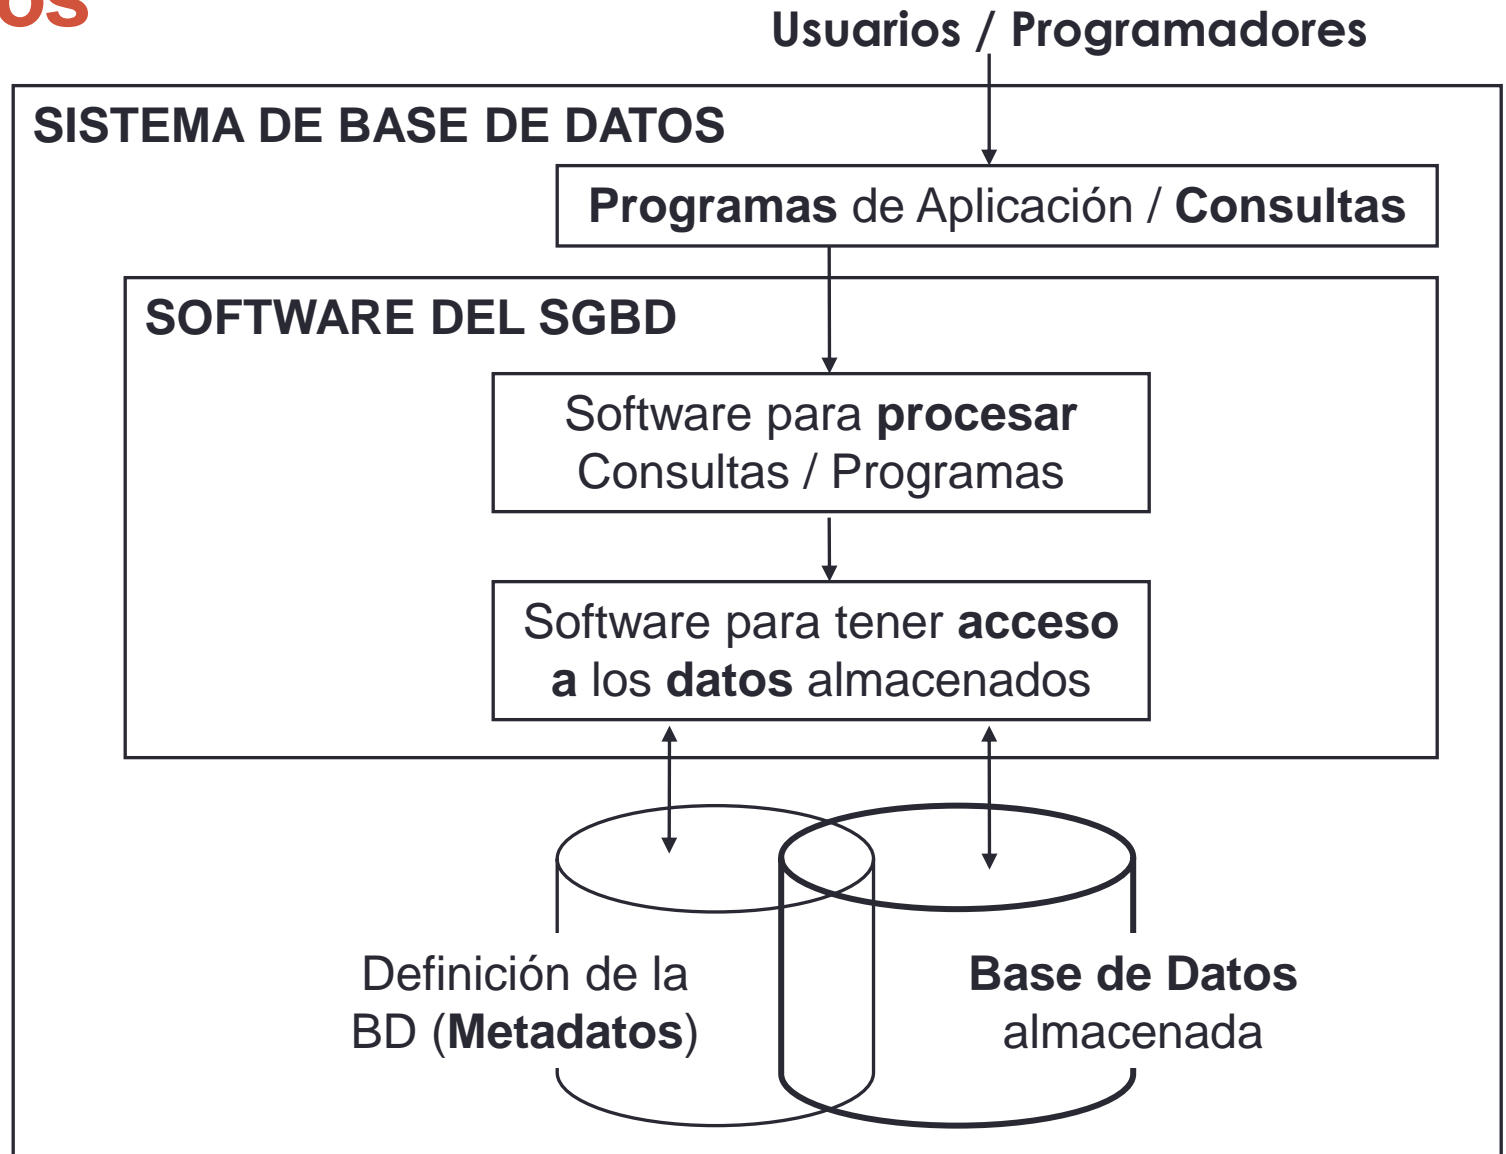 os
Usuarios / Programadores
SISTEMA DE BASE DE DATOS
Programas de Aplicación / Consultas
SOFTWARE DEL SGBD
Software para procesar
Consultas / Programas
Software para tener acceso
a los datos almacenados
Definición de la
BD (Metadatos)
Base de Datos
almacenada